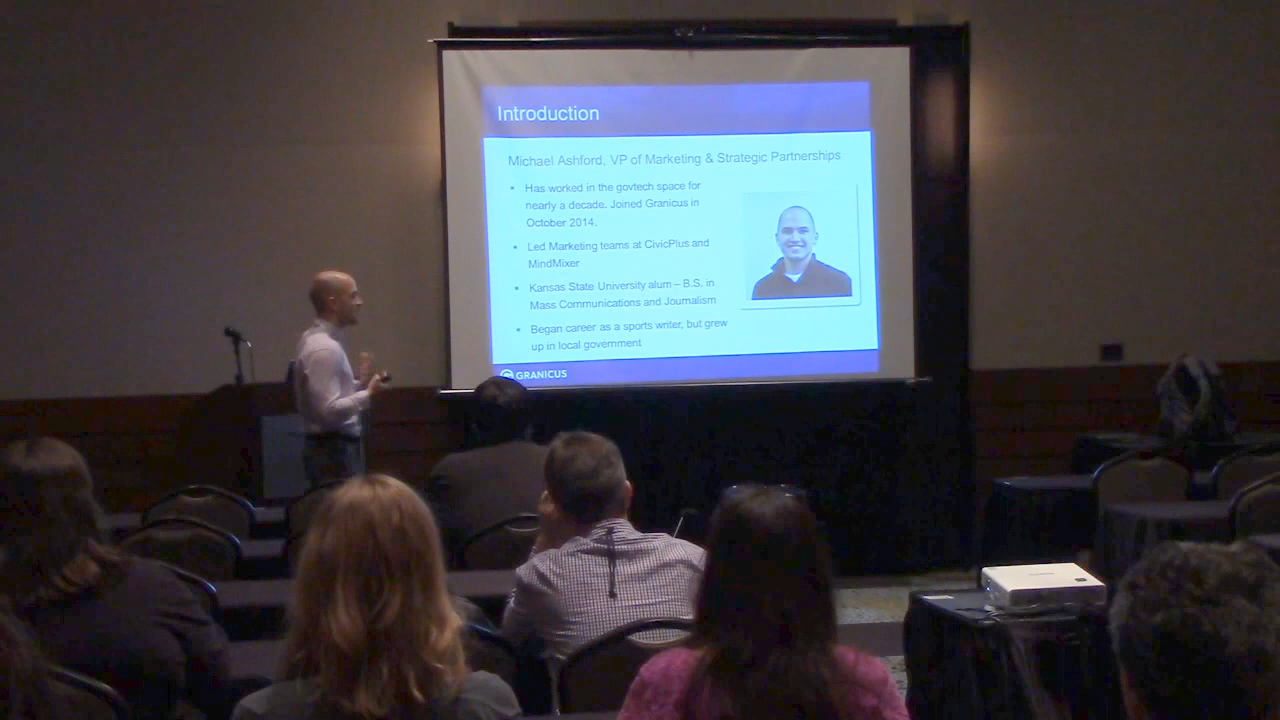 Introduction
Michael Ashford, VP of Marketing & Strategic Partnerships
• Has worked in the govtech space for
nearly a decade. Joined Granicus in
October 2014.
• Led Marketing teams at CivicPlus and
MindMixer
• Kansas State University alum – B.S. in
Mass Communications and Journalism
• Began career as a sports writer, but grew
up in local government
GRANICUS